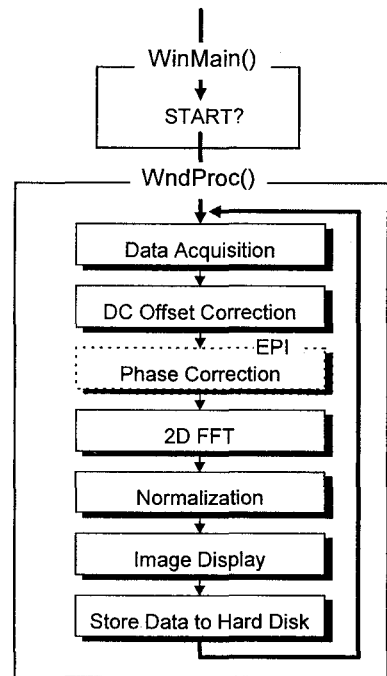 WinMain()
START?
WndProc()
Data Acquisition
DC Offset Correction
EPI
Phase Correction
2D FFT
Normalization
Image Display
Store Data to Hard Disk